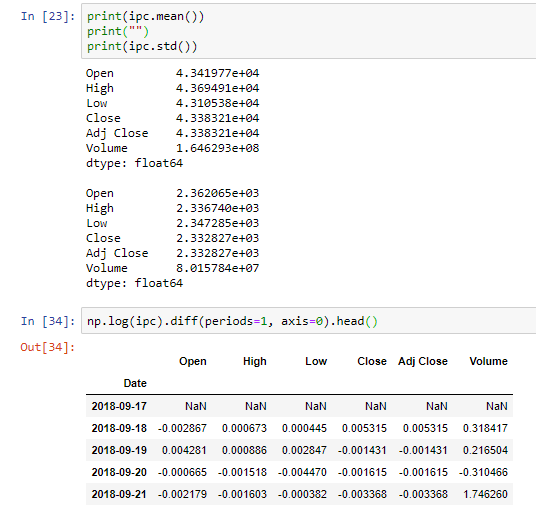 In [23]: print(ipc.mean())
print("")
print(ipc.std())
Open 4.341977e+04
High 4.369491e+04
Low 4.310538e+04
Close 4.338321e+04
Adj Close 4.338321e+04
Volume 1.646293e+08
dtype: float64
Open 2.362065e+03
High 2.336740e+03
Low 2.347285e+03
Close 2.332827e+03
Adj Close 2.332827e+03
Volume 8.015784e+07
dtype: float64
In [34]: np.log(ipc).diff(periods=1, axis=0).head()
Out[34]:
Open High Low Close Adj Close Volume
Date
2018-09-17 NaN NaN NaN NaN NaN NaN
2018-09-18 -0.002867 0.000673 0.000445 0.005315 0.005315 0.318417
2018-09-19 0.004281 0.000886 0.002847 -0.001431 -0.001431 0.216504
2018-09-20 -0.000665 -0.001518 -0.004470 -0.001615 -0.001615 -0.310466
2018-09-21 -0.002179 -0.001603 -0.000382 -0.003368 -0.003368 1.746260